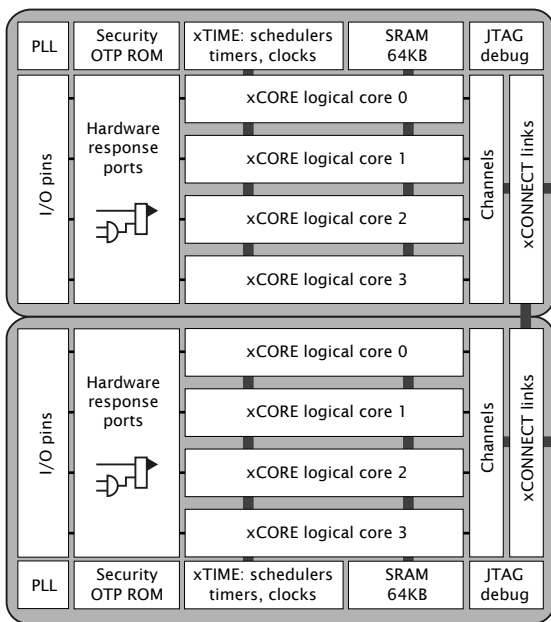 PLL
Security
OTP ROM
xTIME: schedulers
timers, clocks
SRAM
64KB
JTAG
debug
I/O pins
Hardware
response
ports
xCORE logical core 0
xCORE logical core 1
xCORE logical core 2
xCORE logical core 3
Channels
xCONNECT links
I/O pins
Hardware
response
ports
xCORE logical core 0
xCORE logical core 1
xCORE logical core 2
xCORE logical core 3
Channels
xCONNECT links
PLL
Security
OTP ROM
xTIME: schedulers
timers, clocks
SRAM
64KB
JTAG
debug